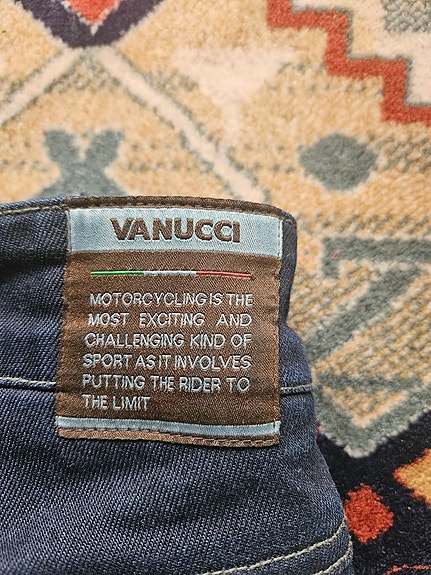 VANUCCI
MOTORCYCLING IS THE
MOST EXCITING AND
CHALLENGING KIND OF
SPORT AS IT INVOLVES
PUTTING THE RIDER TO
THE LIMIT